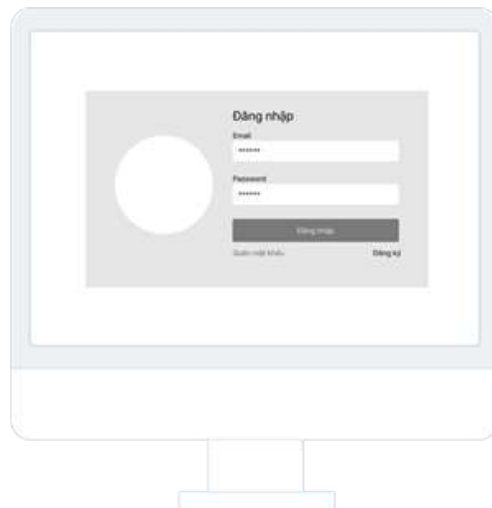 Đăng nhập
Email
••••••
Password
••••••
Đăng nhập
Quên mật khẩu
Đăng ký